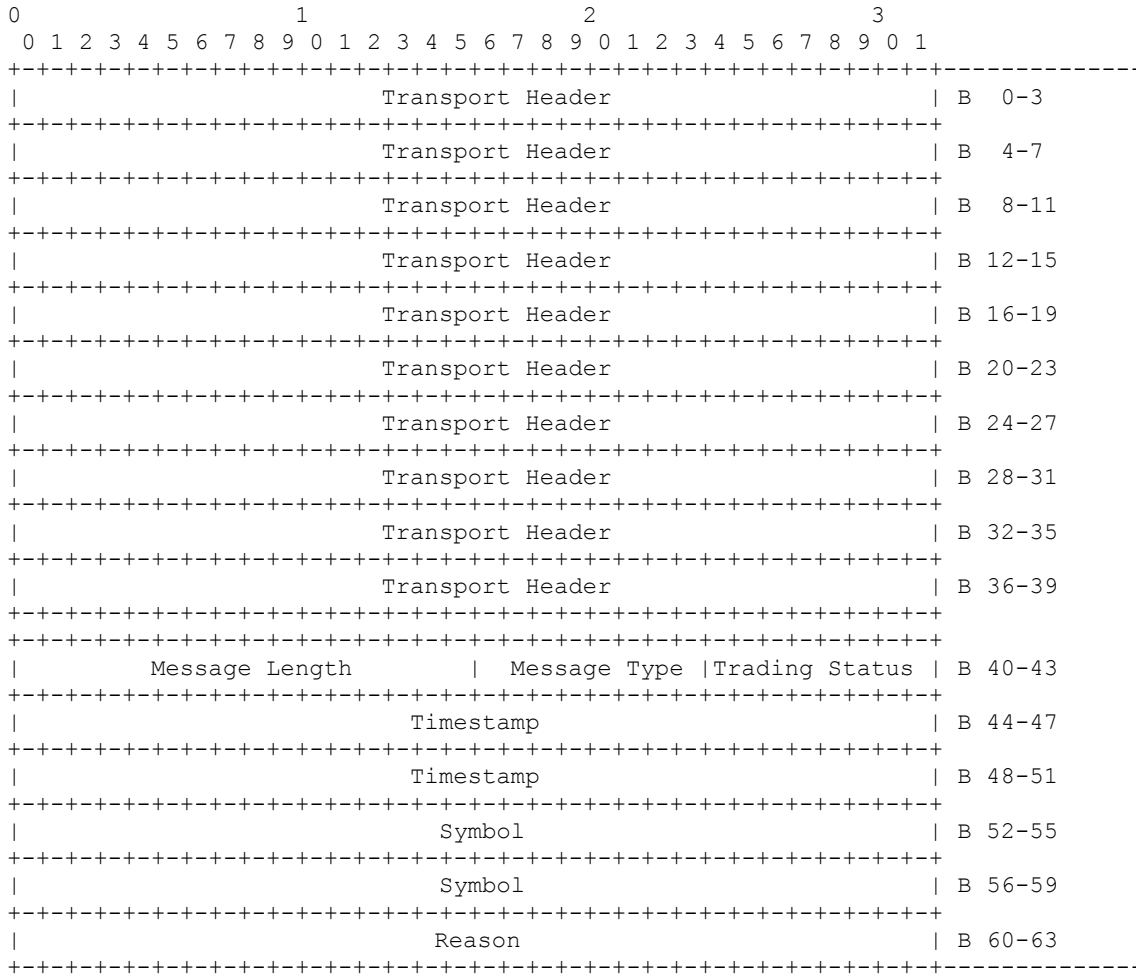 0                   1                   2                   3
 0 1 2 3 4 5 6 7 8 9 0 1 2 3 4 5 6 7 8 9 0 1 2 3 4 5 6 7 8 9 0 1
+-+-+-+-+-+-+-+-+-+-+-+-+-+-+-+-+-+-+-+-+-+-+-+-+-+-+-+-+-+-+-+-+--------------
|                         Transport Header                      | B  0-3
+-+-+-+-+-+-+-+-+-+-+-+-+-+-+-+-+-+-+-+-+-+-+-+-+-+-+-+-+-+-+-+-+
|                         Transport Header                      | B  4-7
+-+-+-+-+-+-+-+-+-+-+-+-+-+-+-+-+-+-+-+-+-+-+-+-+-+-+-+-+-+-+-+-+
|                         Transport Header                      | B  8-11
+-+-+-+-+-+-+-+-+-+-+-+-+-+-+-+-+-+-+-+-+-+-+-+-+-+-+-+-+-+-+-+-+
|                         Transport Header                      | B 12-15
+-+-+-+-+-+-+-+-+-+-+-+-+-+-+-+-+-+-+-+-+-+-+-+-+-+-+-+-+-+-+-+-+
|                         Transport Header                      | B 16-19
+-+-+-+-+-+-+-+-+-+-+-+-+-+-+-+-+-+-+-+-+-+-+-+-+-+-+-+-+-+-+-+-+
|                         Transport Header                      | B 20-23
+-+-+-+-+-+-+-+-+-+-+-+-+-+-+-+-+-+-+-+-+-+-+-+-+-+-+-+-+-+-+-+-+
|                         Transport Header                      | B 24-27
+-+-+-+-+-+-+-+-+-+-+-+-+-+-+-+-+-+-+-+-+-+-+-+-+-+-+-+-+-+-+-+-+
|                         Transport Header                      | B 28-31
+-+-+-+-+-+-+-+-+-+-+-+-+-+-+-+-+-+-+-+-+-+-+-+-+-+-+-+-+-+-+-+-+
|                         Transport Header                      | B 32-35
+-+-+-+-+-+-+-+-+-+-+-+-+-+-+-+-+-+-+-+-+-+-+-+-+-+-+-+-+-+-+-+-+
|                         Transport Header                      | B 36-39
+-+-+-+-+-+-+-+-+-+-+-+-+-+-+-+-+-+-+-+-+-+-+-+-+-+-+-+-+-+-+-+-+
+-+-+-+-+-+-+-+-+-+-+-+-+-+-+-+-+-+-+-+-+-+-+-+-+-+-+-+-+-+-+-+-+
|         Message Length        |  Message Type |Trading Status | B 40-43
+-+-+-+-+-+-+-+-+-+-+-+-+-+-+-+-+-+-+-+-+-+-+-+-+-+-+-+-+-+-+-+-+
|                           Timestamp                           | B 44-47
+-+-+-+-+-+-+-+-+-+-+-+-+-+-+-+-+-+-+-+-+-+-+-+-+-+-+-+-+-+-+-+-+
|                           Timestamp                           | B 48-51
+-+-+-+-+-+-+-+-+-+-+-+-+-+-+-+-+-+-+-+-+-+-+-+-+-+-+-+-+-+-+-+-+
|                             Symbol                            | B 52-55
+-+-+-+-+-+-+-+-+-+-+-+-+-+-+-+-+-+-+-+-+-+-+-+-+-+-+-+-+-+-+-+-+
|                             Symbol                            | B 56-59
+-+-+-+-+-+-+-+-+-+-+-+-+-+-+-+-+-+-+-+-+-+-+-+-+-+-+-+-+-+-+-+-+
|                             Reason                            | B 60-63
+-+-+-+-+-+-+-+-+-+-+-+-+-+-+-+-+-+-+-+-+-+-+-+-+-+-+-+-+-+-+-+-+--------------